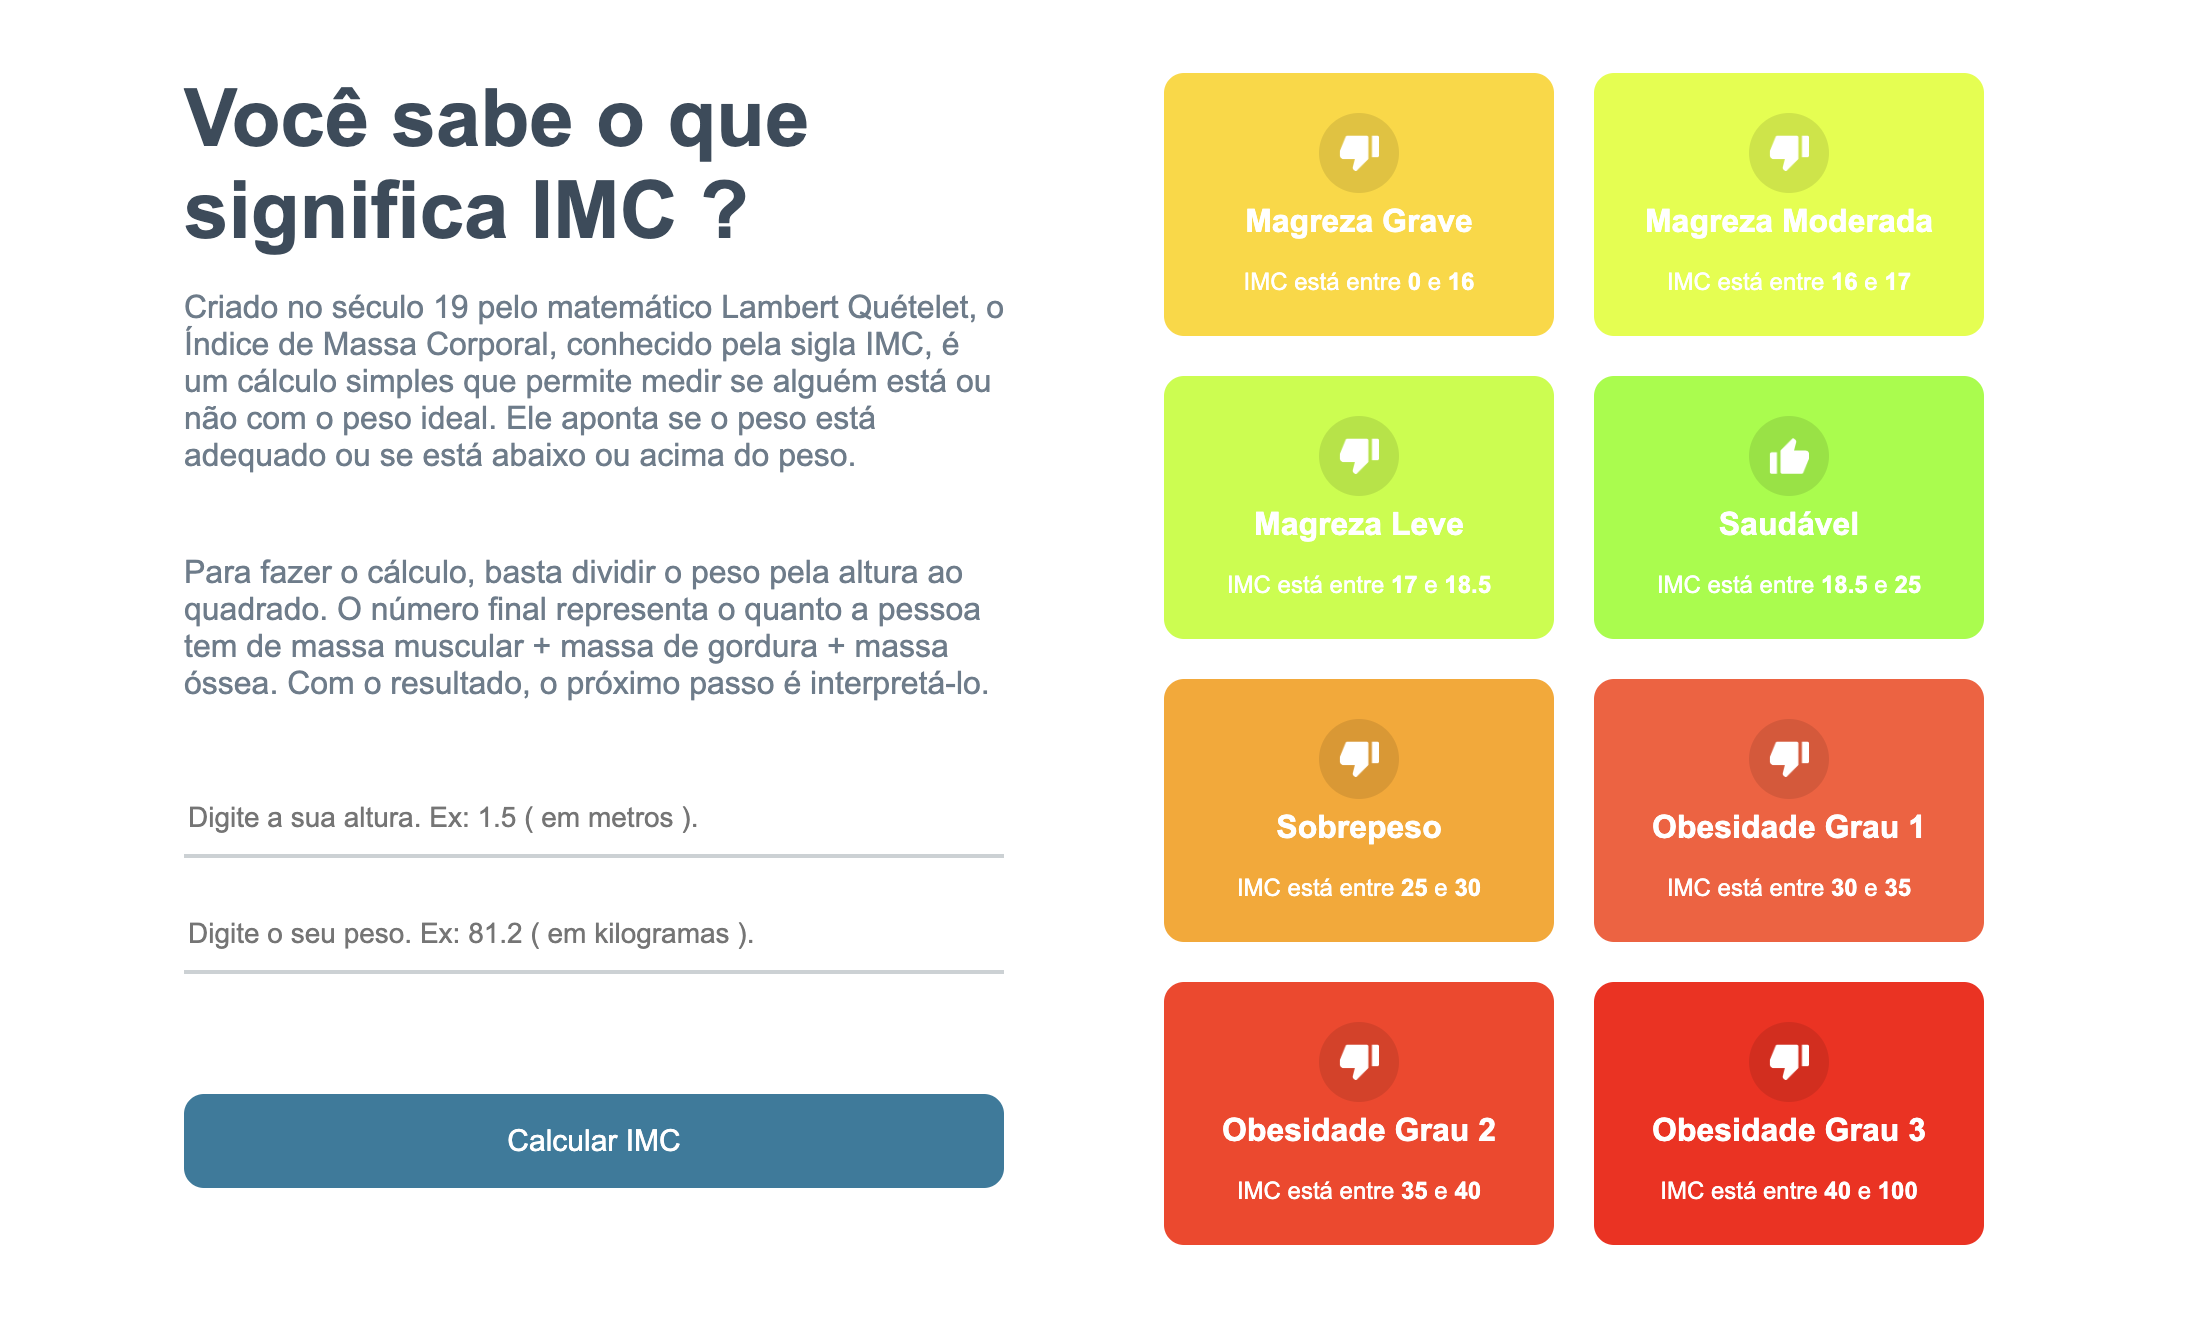 Você sabe o que
significa IMC ?
Criado no século 19 pelo matemático Lambert Quételet, o
Índice de Massa Corporal, conhecido pela sigla IMC, é
um cálculo simples que permite medir se alguém está ou
não com o peso ideal. Ele aponta se o peso está
adequado ou se está abaixo ou acima do peso.
Para fazer o cálculo, basta dividir o peso pela altura ao
quadrado. O número final representa o quanto a pessoa
tem de massa muscular + massa de gordura + massa
óssea. Com o resultado, o próximo passo é interpretá-lo.
Digite a sua altura. Ex: 1.5 ( em metros ).
Digite o seu peso. Ex: 81.2 ( em kilogramas ).
Calcular IMC
Magreza Grave
IMC está entre 0 e 16
Magreza Moderada
IMC está entre 16 e 17
Magreza Leve
IMC está entre 17 e 18.5
Saudável
IMC está entre 18.5 e 25
Sobrepeso
IMC está entre 25 e 30
Obesidade Grau 1
IMC está entre 30 e 35
Obesidade Grau 2
IMC está entre 35 e 40
Obesidade Grau 3
IMC está entre 40 e 100